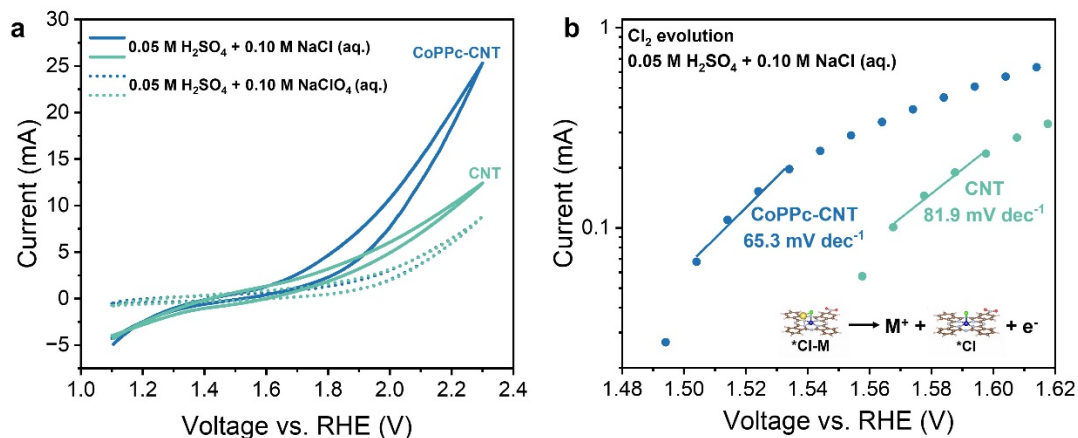 a
30
25
20
15
10
5
0
−5
Current (mA)
0.05 M H₂SO₄ + 0.10 M NaCl (aq.)
0.05 M H₂SO₄ + 0.10 M NaClO₄ (aq.)
CoPPc-CNT
CNT
1.0 1.2 1.4 1.6 1.8 2.0 2.2 2.4
Voltage vs. RHE (V)
b
1
0.1
Current (mA)
Cl₂ evolution
0.05 M H₂SO₄ + 0.10 M NaCl (aq.)
CoPPc-CNT
65.3 mV dec⁻¹
CNT
81.9 mV dec⁻¹
*Cl-M → M⁺ + *Cl + e⁻
1.48 1.50 1.52 1.54 1.56 1.58 1.60 1.62
Voltage vs. RHE (V)